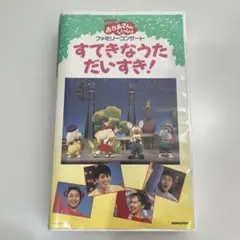 おかあさんといっしょ
ファミリーコンサート
すてきなうた
だいすき!